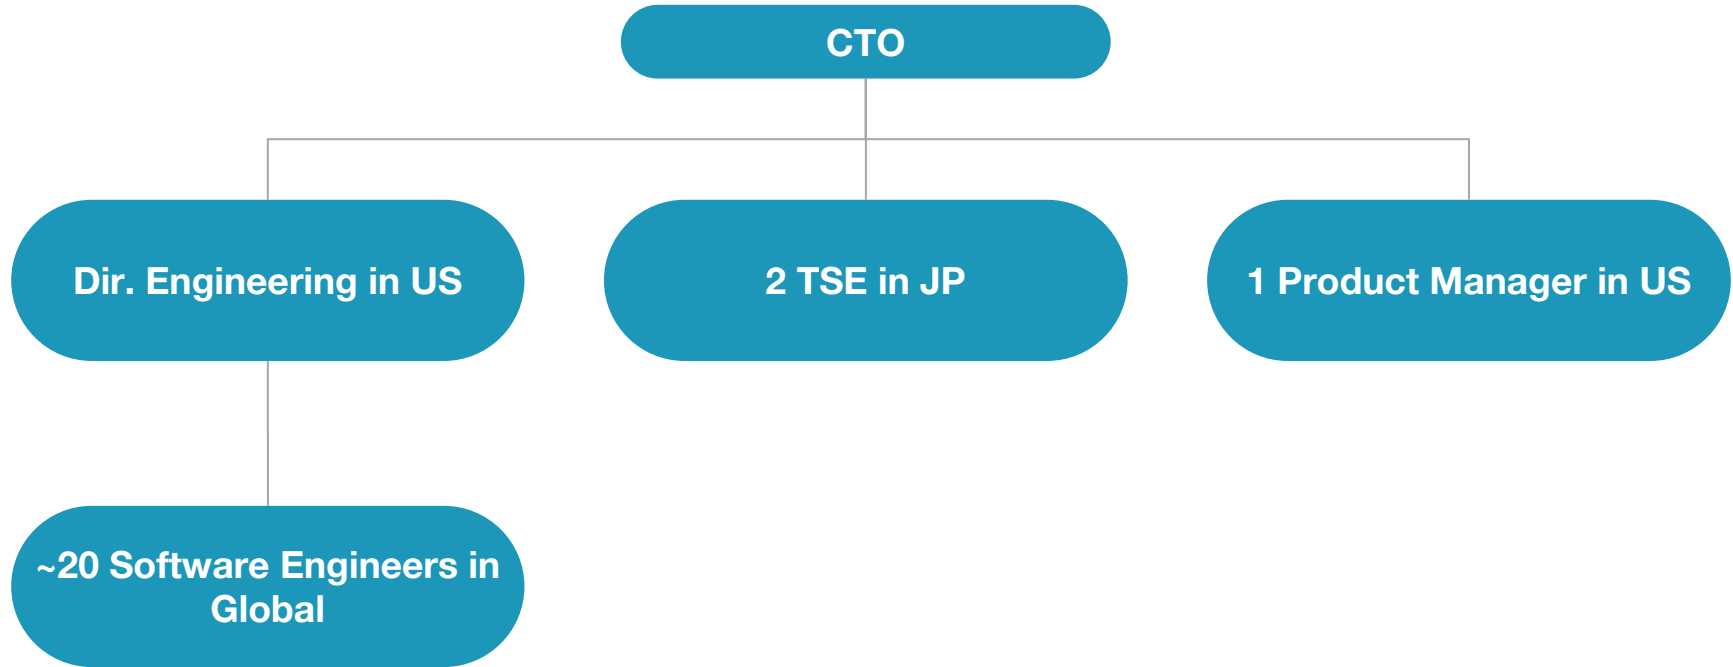 CTO
Dir. Engineering in US
2 TSE in JP
1 Product Manager in US
~20 Software Engineers in
Global